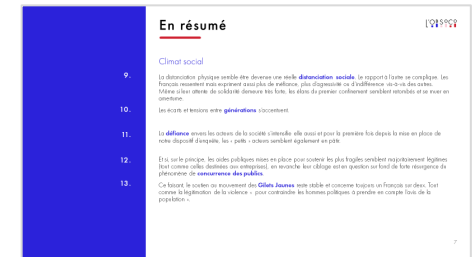 En résumé
L'OBSOCO
Climat social
9. La distanciation physique semble être devenue une réelle distanciation sociale. Le rapport à l'autre se complique. Les
Français ressentent mais expriment aussi plus de méfiance, plus d'agressivité ou d'indifférence vis-à-vis des autres.
Même si leur attente de solidarité demeure très forte, les élans du premier confinement semblent retombés et se muer en
amertume.
10. Les écarts et tensions entre générations s'accentuent.
11. La défiance envers les acteurs de la société s'intensifie elle aussi et pour la première fois depuis la mise en place de
notre dispositif d'enquête, les « petits » acteurs semblent également en pâtir.
12. Et si, sur le principe, les aides publiques mises en place pour soutenir les plus fragiles semblent majoritairement légitimes
(tout comme celles destinées aux entreprises), en revanche leur ciblage est en question sur fond de forte résurgence du
phénomène de concurrence des publics.
13. Ce faisant, le soutien au mouvement des Gilets Jaunes reste stable et concerne toujours un Français sur deux. Tout
comme la légitimation de la violence « pour contraindre les hommes politiques à prendre en compte l'avis de la
population ».
7